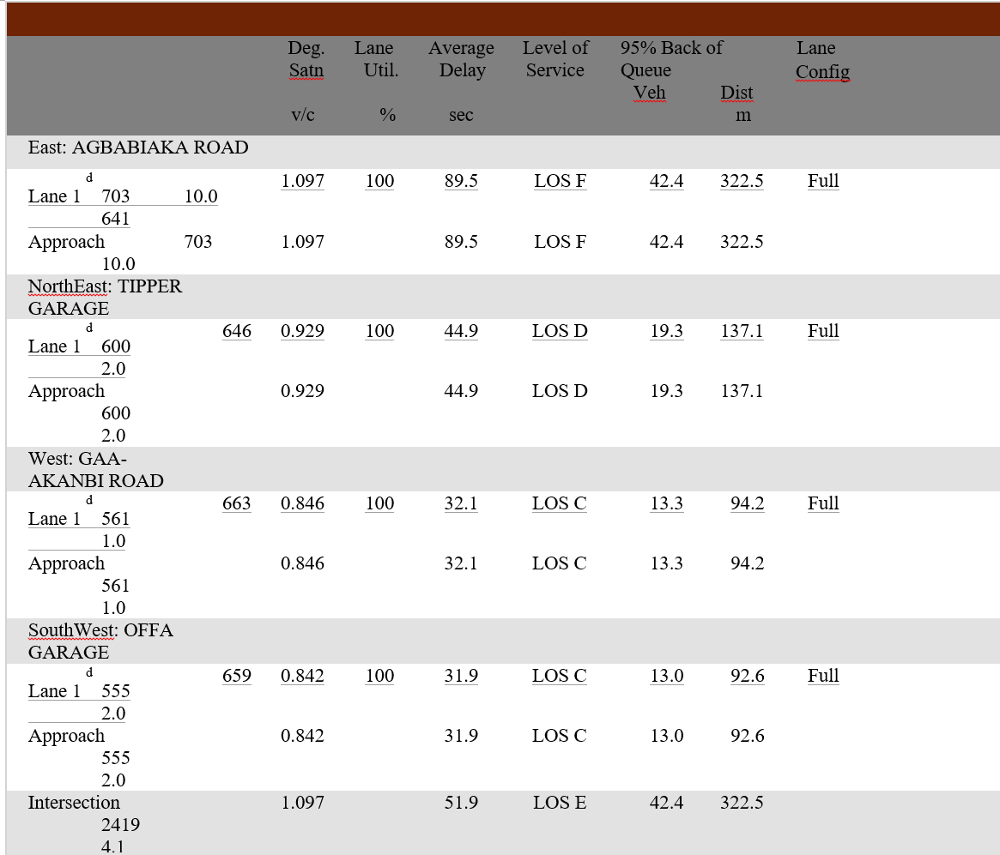 Deg. Lane Average Level of 95% Back of Lane
Satn Util. Delay Service Queue Config
Veh Dist
v/c % sec m
East: AGBABIAKA ROAD
d
1.097 100 89.5 LOS F 42.4 322.5 Full
Lane 1 703 10.0
641
Approach 703 1.097 89.5 LOS F 42.4 322.5
10.0
NorthEast: TIPPER
GARAGE
d
646 0.929 100 44.9 LOS D 19.3 137.1 Full
Lane 1 600
2.0
Approach 0.929 44.9 LOS D 19.3 137.1
600
2.0
West: GAA-
AKANBI ROAD
d
663 0.846 100 32.1 LOS C 13.3 94.2 Full
Lane 1 561
1.0
Approach 0.846 32.1 LOS C 13.3 94.2
561
1.0
SouthWest: OFFA
GARAGE
d
659 0.842 100 31.9 LOS C 13.0 92.6 Full
Lane 1 555
2.0
Approach 0.842 31.9 LOS C 13.0 92.6
555
2.0
Intersection 1.097 51.9 LOS E 42.4 322.5
2419
4.1